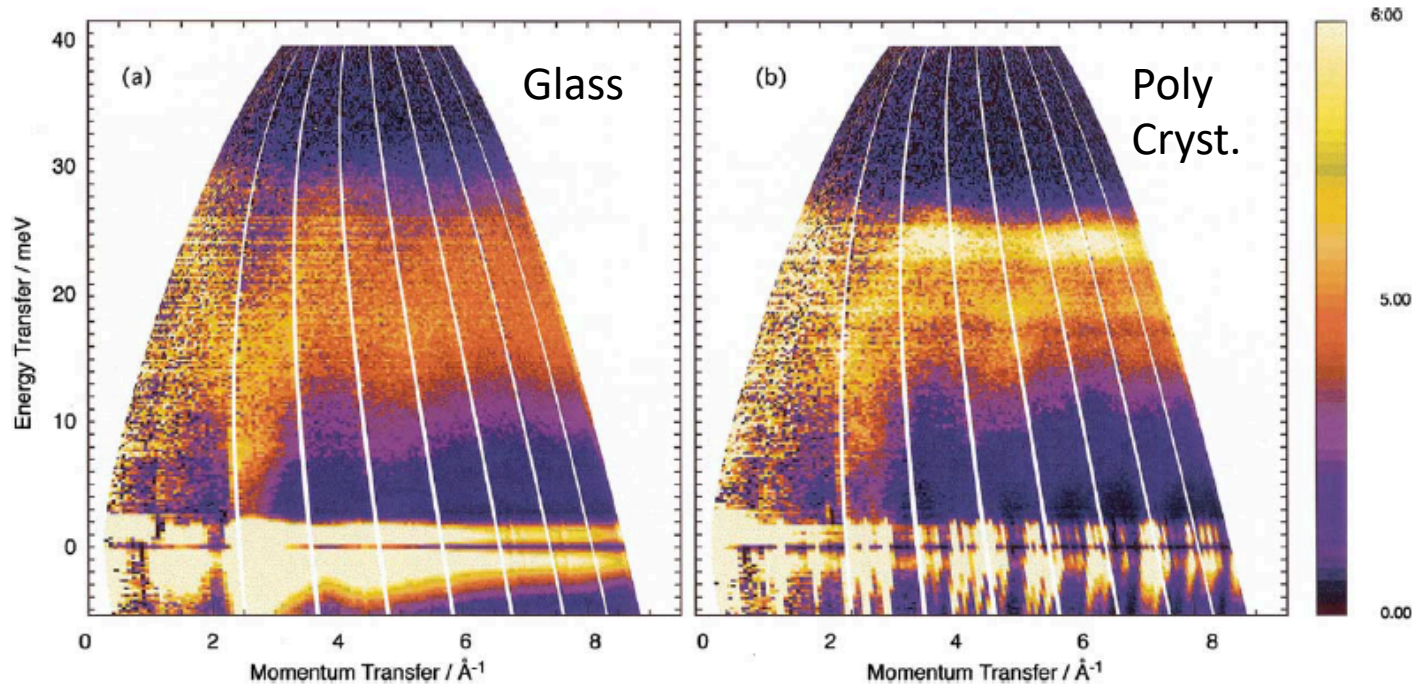 (a)
Glass
40
30
20
10
0
Energy Transfer / meV
0 2 4 6 8
Momentum Transfer / Å-1
(b)
Poly
Cryst.
0 2 4 6 8
Momentum Transfer / Å-1
6:00
5.00
0.00